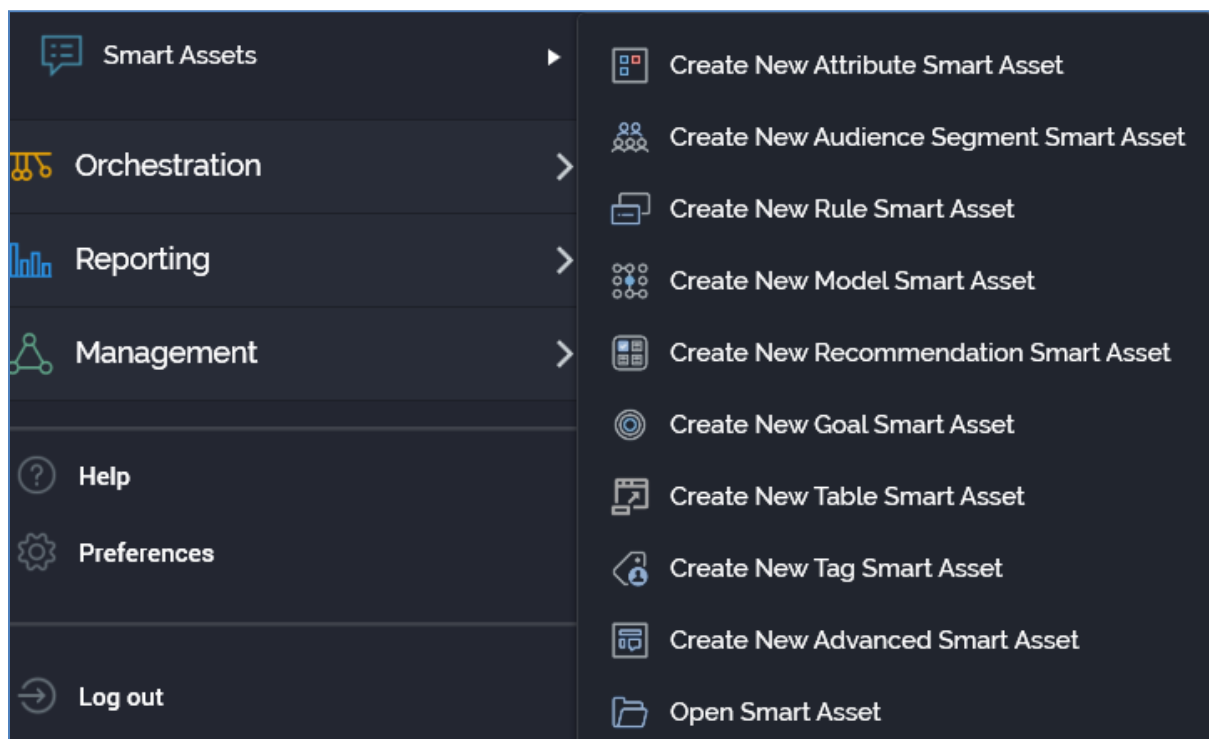 Smart Assets
Orchestration
Reporting
Management
Help
Preferences
Log out
Create New Attribute Smart Asset
Create New Audience Segment Smart Asset
Create New Rule Smart Asset
Create New Model Smart Asset
Create New Recommendation Smart Asset
Create New Goal Smart Asset
Create New Table Smart Asset
Create New Tag Smart Asset
Create New Advanced Smart Asset
Open Smart Asset